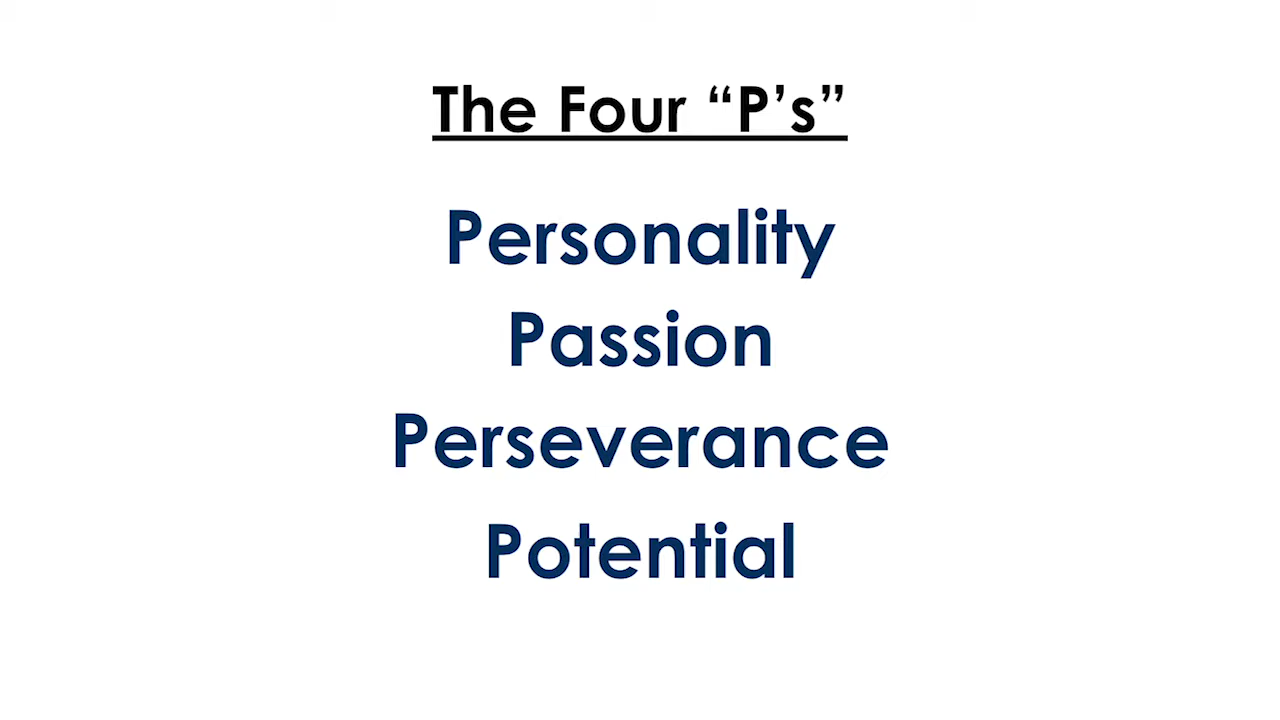 The Four “P’s”
Personality
Passion
Perseverance
Potential